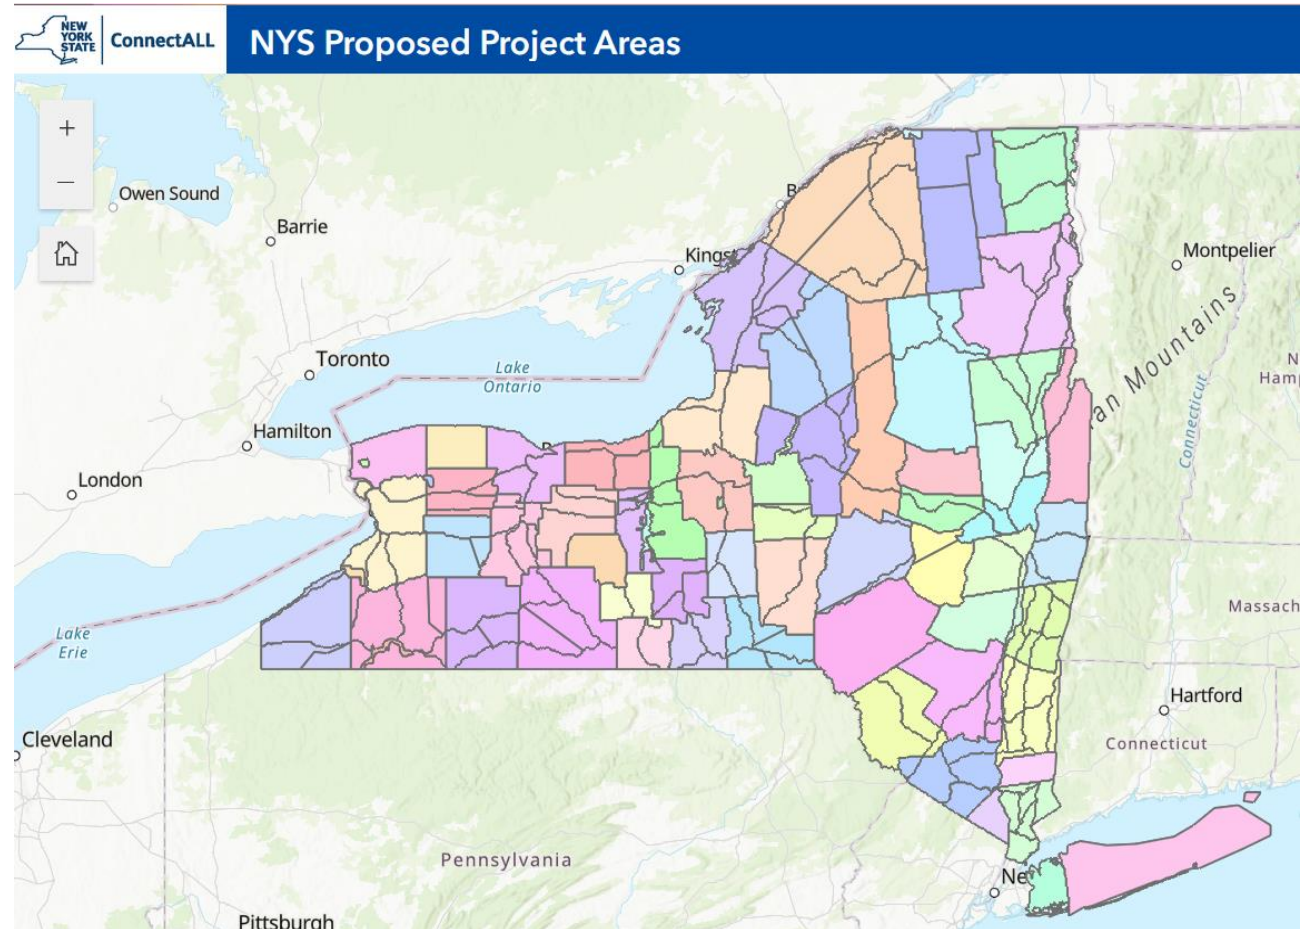 NEW
YORK
STATE
ConnectALL
NYS Proposed Project Areas
+
−
Owen Sound
Barrie
Kingst
Montpelier
Toronto
Lake
Ontario
Hamilton
London
an Mountains
Connecticut
N
Hamp
Massach
Lake
Erie
Hartford
Cleveland
Connecticut
Pennsylvania
Ne
Pittsburgh